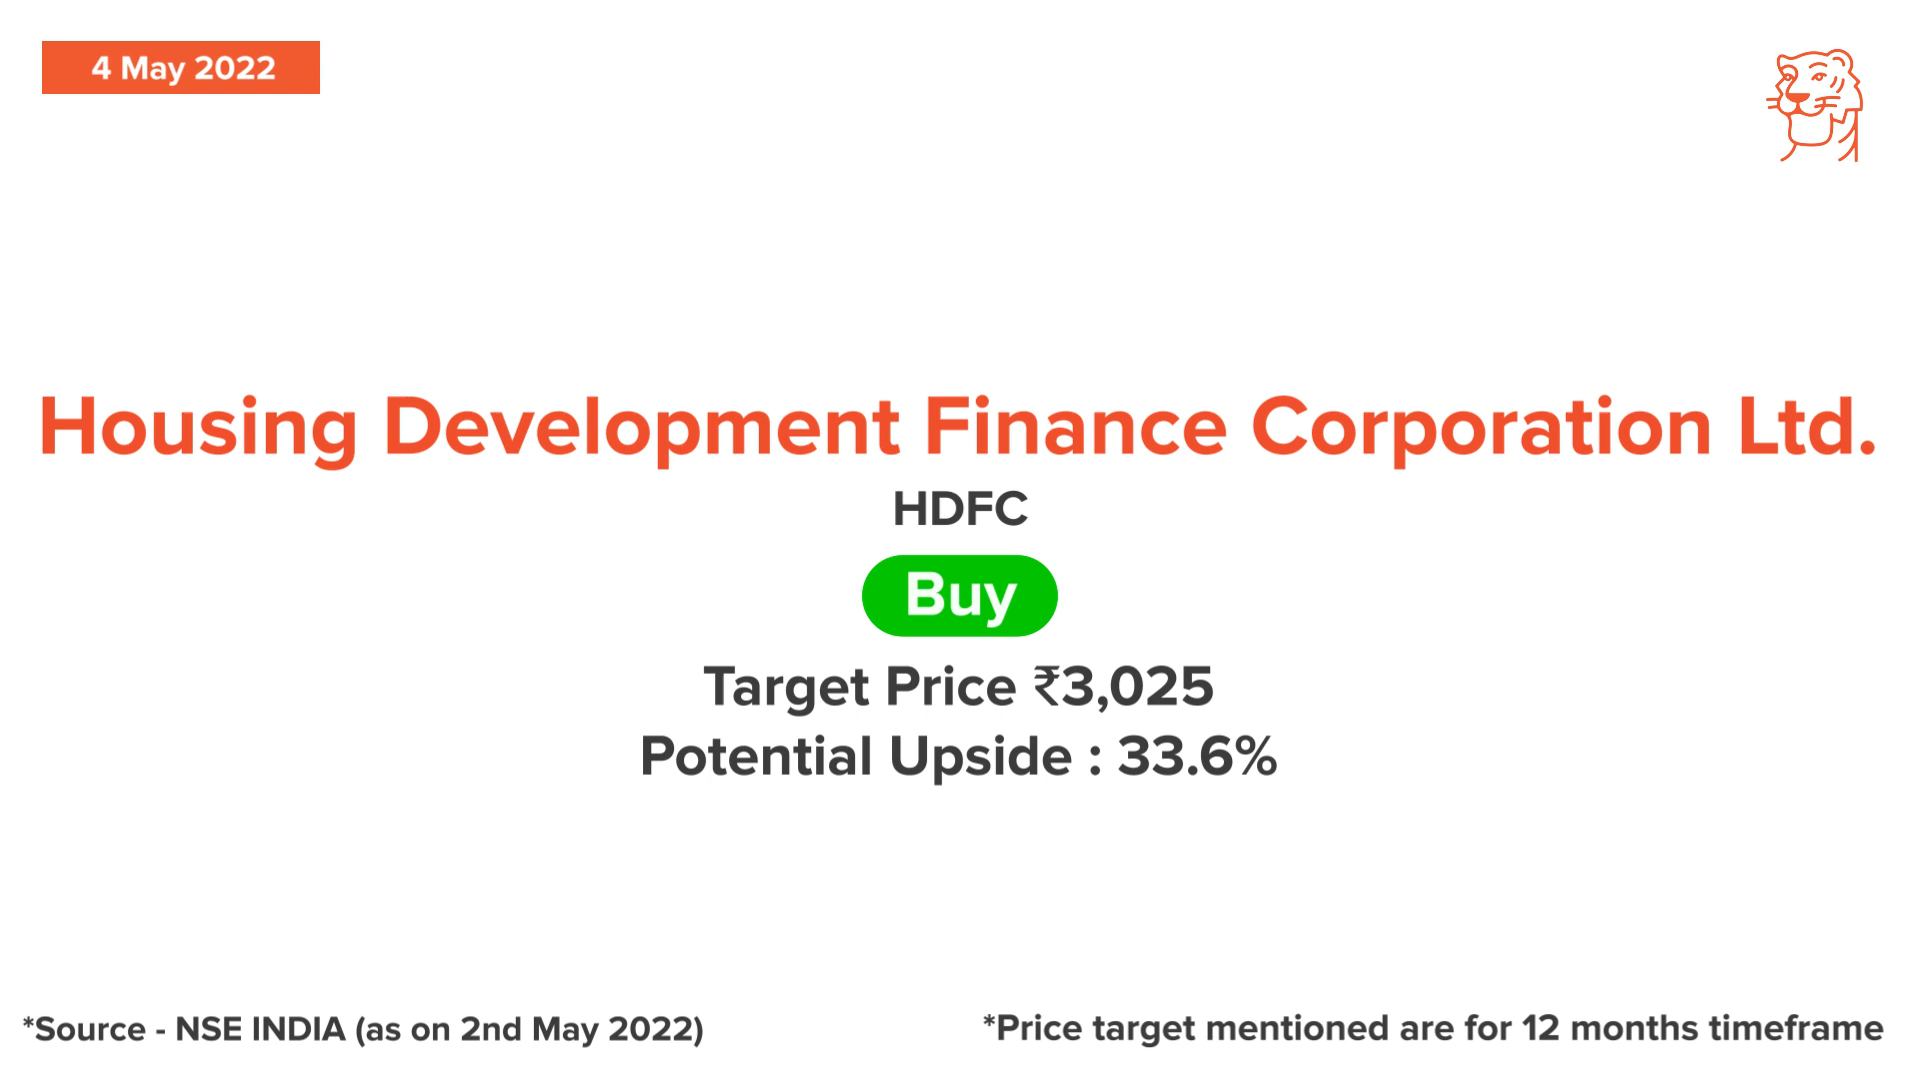 4 May 2022
Housing Development Finance Corporation Ltd.
HDFC
Buy
Target Price ₹3,025
Potential Upside : 33.6%
*Source - NSE INDIA (as on 2nd May 2022)
*Price target mentioned are for 12 months timeframe